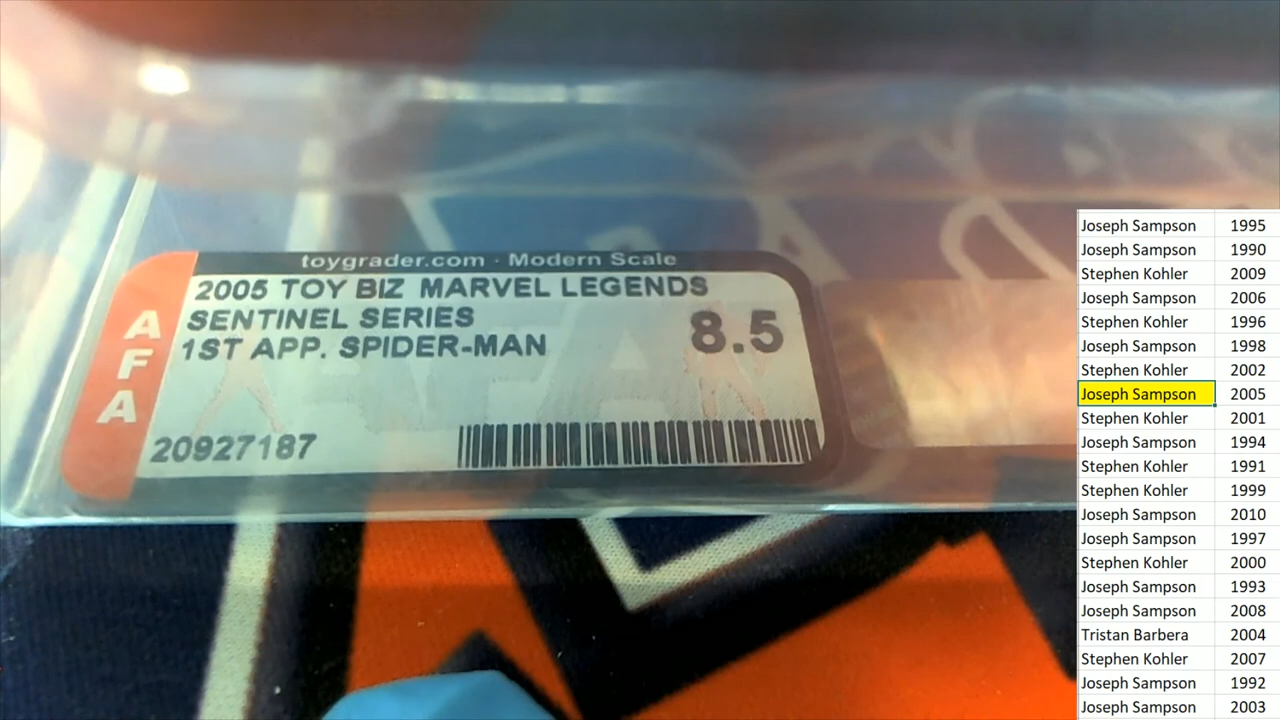 toygrader.com · Modern Scale
AFA
2005 TOY BIZ MARVEL LEGENDS
SENTINEL SERIES
1ST APP. SPIDER-MAN
8.5
20927187
Joseph Sampson 1995
Joseph Sampson 1990
Stephen Kohler 2009
Joseph Sampson 2006
Stephen Kohler 1996
Joseph Sampson 1998
Stephen Kohler 2002
Joseph Sampson 2005
Stephen Kohler 2001
Joseph Sampson 1994
Stephen Kohler 1991
Stephen Kohler 1999
Joseph Sampson 2010
Joseph Sampson 1997
Stephen Kohler 2000
Joseph Sampson 1993
Joseph Sampson 2008
Tristan Barbera 2004
Stephen Kohler 2007
Joseph Sampson 1992
Joseph Sampson 2003